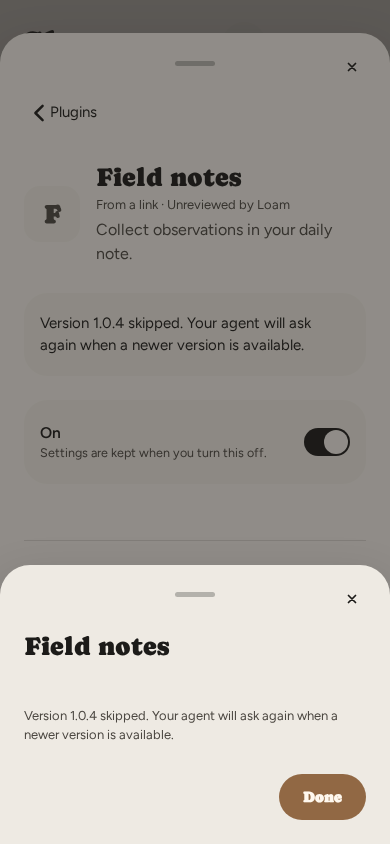 Plugins
Field notes
F
From a link · Unreviewed by Loam
Collect observations in your daily
note.
Version 1.0.4 skipped. Your agent will ask
again when a newer version is available.
On
Settings are kept when you turn this off.
Field notes
Version 1.0.4 skipped. Your agent will ask again when a
newer version is available.
Done